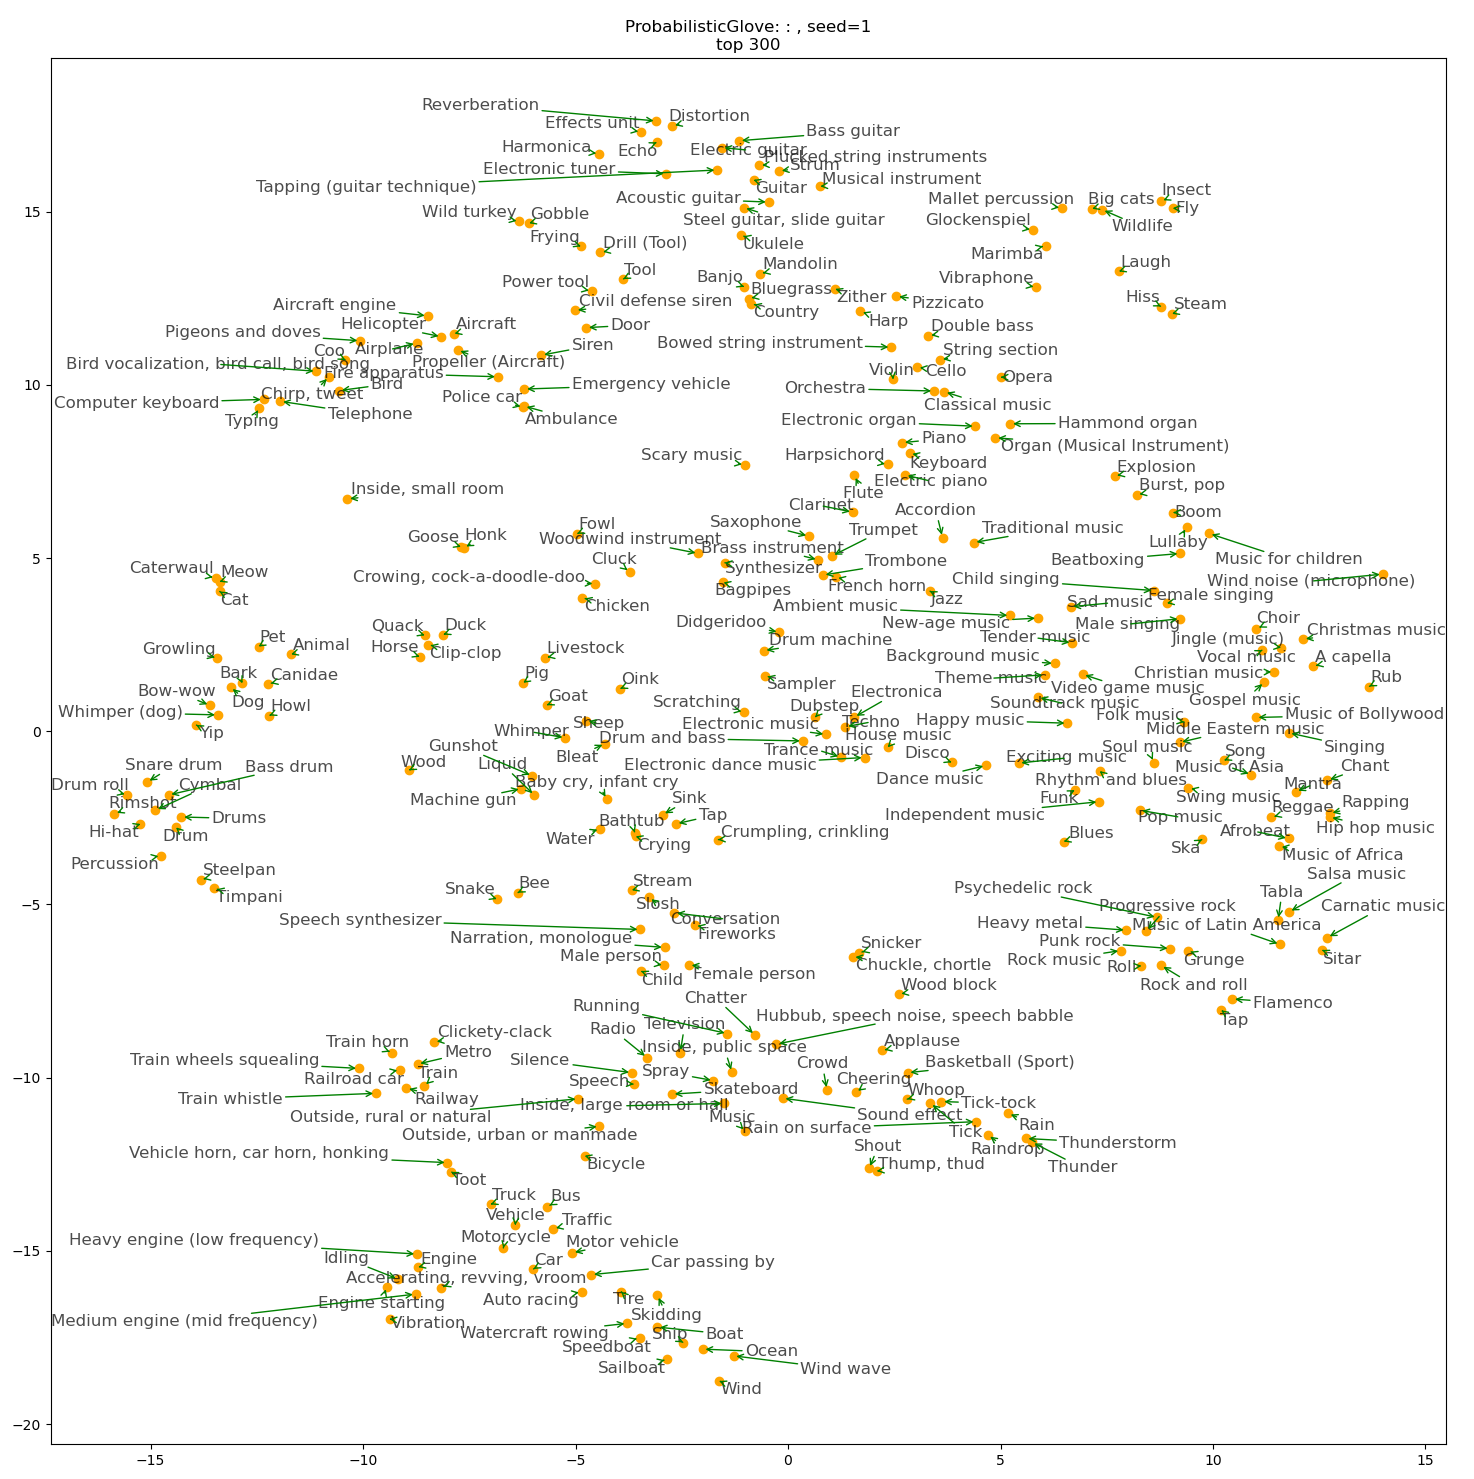 ProbabilisticGlove: : , seed=1
top 300
Reverberation
Distortion
Effects unit
Bass guitar
Harmonica
Echo
Electric guitar
Plucked string instruments
Electronic tuner
Strum
Tapping (guitar technique)
Guitar
Musical instrument
Acoustic guitar
Mallet percussion
Big cats
Insect
Fly
Wild turkey
Gobble
Steel guitar, slide guitar
Glockenspiel
Wildlife
Frying
Drill (Tool)
Ukulele
Marimba
Tool
Mandolin
Laugh
Power tool
Banjo
Bluegrass
Vibraphone
Aircraft engine
Civil defense siren
Country
Zither
Pizzicato
Hiss
Steam
Pigeons and doves
Helicopter
Aircraft
Door
Harp
Double bass
Coo
Airplane
Siren
Bowed string instrument
String section
Bird vocalization, bird call, bird song
Propeller (Aircraft)
Fire apparatus
Violin
Cello
Opera
Chirp, tweet
Bird
Emergency vehicle
Orchestra
Computer keyboard
Police car
Classical music
Typing
Telephone
Ambulance
Electronic organ
Hammond organ
Piano
Organ (Musical Instrument)
Scary music
Harpsichord
Keyboard
Explosion
Inside, small room
Flute
Electric piano
Burst, pop
Clarinet
Accordion
Boom
Fowl
Saxophone
Trumpet
Traditional music
Goose
Honk
Woodwind instrument
Brass instrument
Lullaby
Music for children
Cluck
Synthesizer
Trombone
Beatboxing
Caterwaul
Meow
Crowing, cock-a-doodle-doo
Bagpipes
French horn
Child singing
Wind noise (microphone)
Cat
Chicken
Ambient music
Jazz
Sad music
Female singing
Quack
Duck
Didgeridoo
New-age music
Male singing
Choir
Pet
Animal
Horse
Clip-clop
Livestock
Drum machine
Tender music
Jingle (music)
Christmas music
Growling
Background music
Vocal music
A capella
Bark
Canidae
Pig
Oink
Sampler
Theme music
Christian music
Rub
Bow-wow
Dog
Goat
Electronica
Video game music
Whimper (dog)
Howl
Scratching
Dubstep
Soundtrack music
Gospel music
Yip
Whimper
Sheep
Electronic music
Techno
Happy music
Folk music
Music of Bollywood
Drum and bass
House music
Middle Eastern music
Gunshot
Bleat
Trance music
Disco
Exciting music
Soul music
Song
Singing
Snare drum
Bass drum
Wood
Liquid
Electronic dance music
Dance music
Music of Asia
Chant
Drum roll
Cymbal
Baby cry, infant cry
Rhythm and blues
Mantra
Rimshot
Machine gun
Sink
Funk
Swing music
Rapping
Drums
Bathtub
Tap
Independent music
Pop music
Reggae
Hi-hat
Drum
Water
Crying
Crumpling, crinkling
Blues
Ska
Afrobeat
Hip hop music
Percussion
Music of Africa
Steelpan
Snake
Bee
Stream
Psychedelic rock
Tabla
Salsa music
Timpani
Slosh
Progressive rock
Carnatic music
Speech synthesizer
Conversation
Heavy metal
Music of Latin America
Narration, monologue
Fireworks
Snicker
Punk rock
Male person
Chuckle, chortle
Rock music
Grunge
Sitar
Child
Female person
Roll
Wood block
Rock and roll
Chatter
Flamenco
Running
Hubbub, speech noise, speech babble
Tap
Clickety-clack
Radio
Television
Train horn
Metro
Inside, public space
Applause
Train wheels squealing
Silence
Crowd
Basketball (Sport)
Railroad car
Train
Speech
Spray
Cheering
Train whistle
Railway
Skateboard
Whoop
Tick-tock
Outside, rural or natural
Inside, large room or hall
Music
Sound effect
Rain
Outside, urban or manmade
Rain on surface
Tick
Thunderstorm
Vehicle horn, car horn, honking
Shout
Raindrop
Bicycle
Thump, thud
Thunder
Toot
Truck
Bus
Vehicle
Traffic
Heavy engine (low frequency)
Motorcycle
Motor vehicle
Idling
Engine
Car
Car passing by
Accelerating, revving, vroom
Engine starting
Auto racing
Tire
Medium engine (mid frequency)
Vibration
Skidding
Watercraft rowing
Ship
Boat
Speedboat
Ocean
Sailboat
Wind wave
Wind
15
10
5
0
−5
−10
−15
−20
−15
−10
−5
0
5
10
15